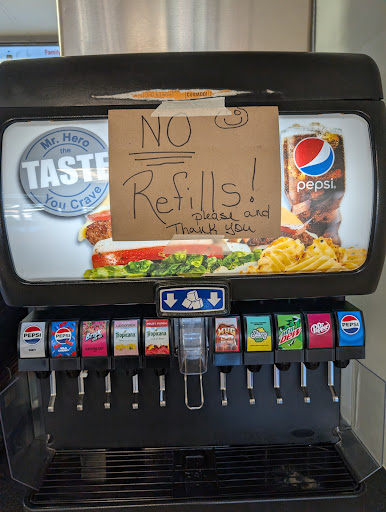 Family
NO
Refills!
please and
Thank you
Mr. Hero
the
TASTE
You Crave
pepsi
PEPSI
PEPSI
Tropicana
Tropicana
MUG
Dr Pepper
PEPSI